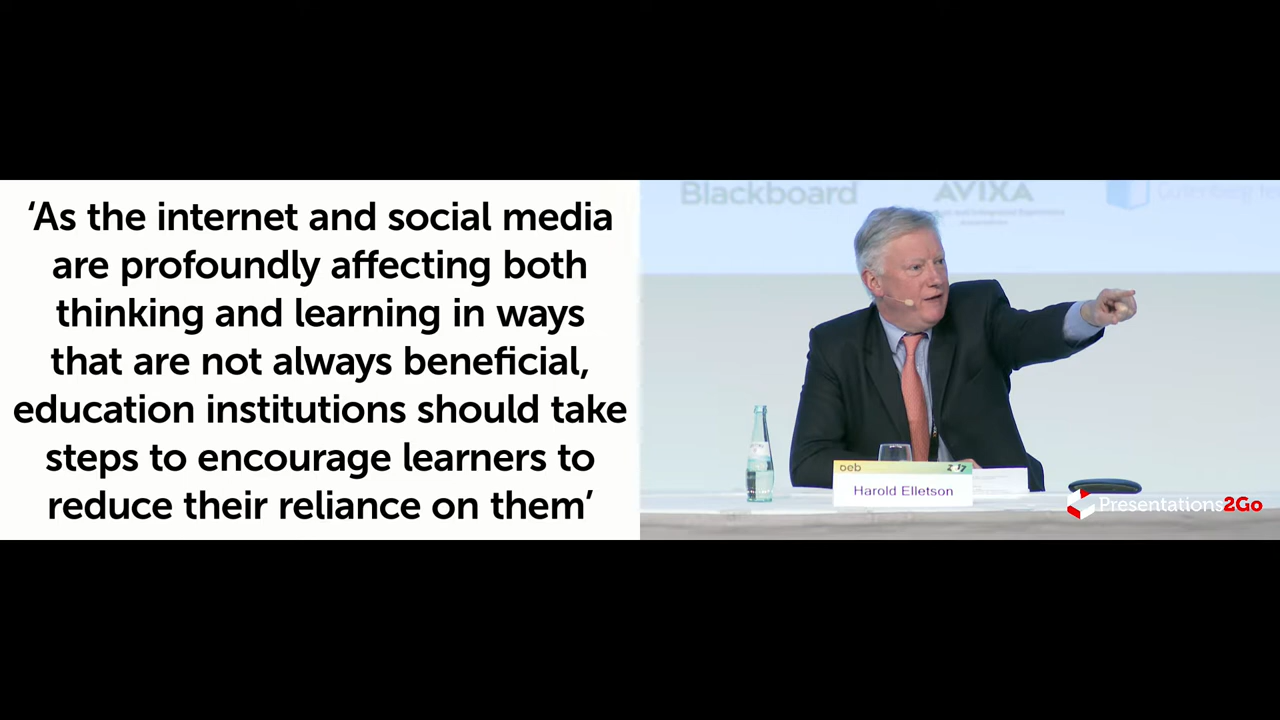 ‘As the internet and social media
are profoundly affecting both
thinking and learning in ways
that are not always beneficial,
education institutions should take
steps to encourage learners to
reduce their reliance on them’
Blackboard
AVIXA
oeb
Harold Elletson
Presentations2Go